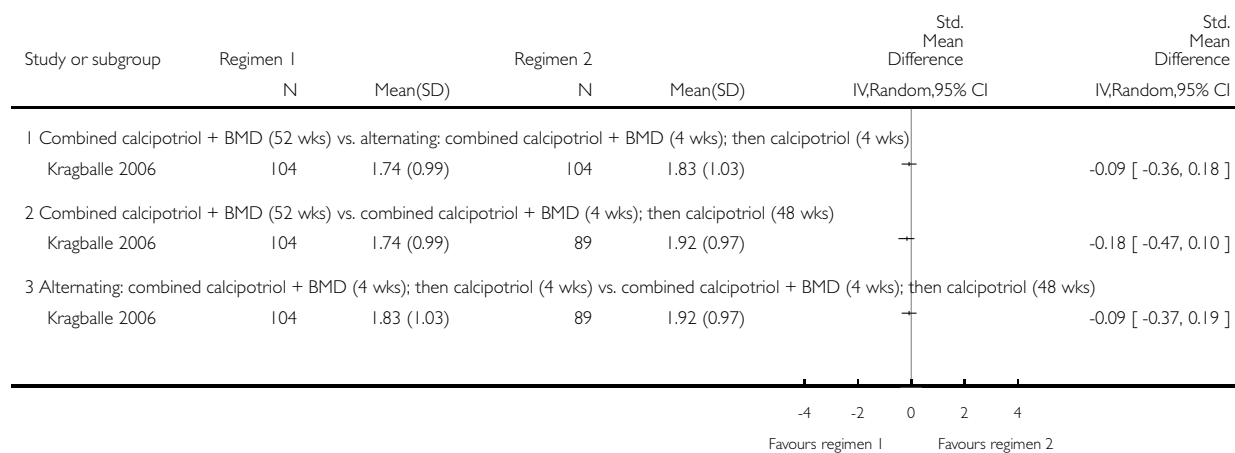 Study or subgroup Regimen 1 Regimen 2 Std. Mean Difference Std. Mean Difference
N Mean(SD) N Mean(SD) IV,Random,95% CI IV,Random,95% CI
1 Combined calcipotriol + BMD (52 wks) vs. alternating: combined calcipotriol + BMD (4 wks); then calcipotriol (4 wks)
Kragballe 2006 104 1.74 (0.99) 104 1.83 (1.03) -0.09 [ -0.36, 0.18 ]
2 Combined calcipotriol + BMD (52 wks) vs. combined calcipotriol + BMD (4 wks); then calcipotriol (48 wks)
Kragballe 2006 104 1.74 (0.99) 89 1.92 (0.97) -0.18 [ -0.47, 0.10 ]
3 Alternating: combined calcipotriol + BMD (4 wks); then calcipotriol (4 wks) vs. combined calcipotriol + BMD (4 wks); then calcipotriol (48 wks)
Kragballe 2006 104 1.83 (1.03) 89 1.92 (0.97) -0.09 [ -0.37, 0.19 ]
-4 -2 0 2 4
Favours regimen 1 Favours regimen 2